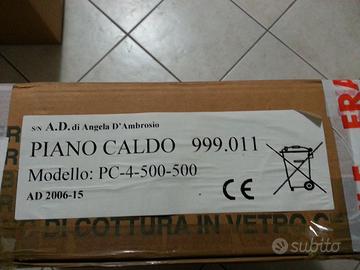 S/N A.D. di Angela D'Ambrosio
PIANO CALDO 999.011
Modello: PC-4-500-500
AD 2006-15
CE
DI COTTURA IN VETRO
subito